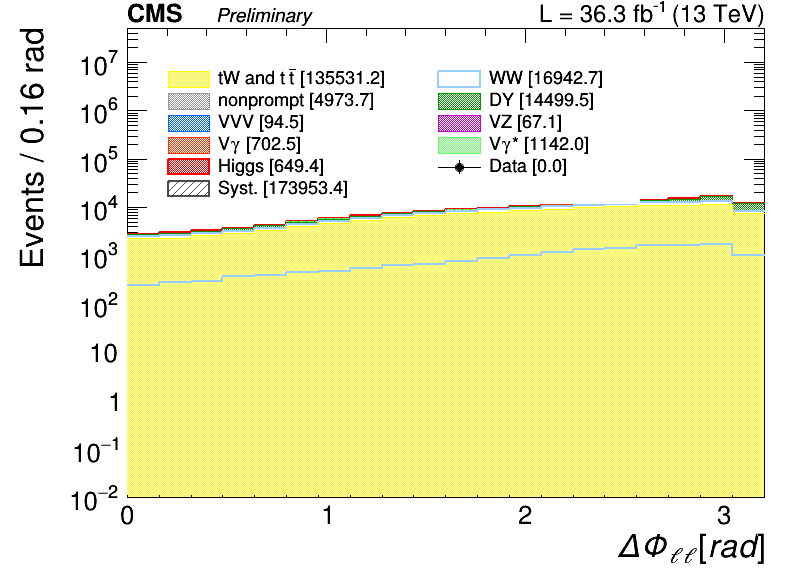 CMS Preliminary L = 36.3 fb⁻¹ (13 TeV)
Events / 0.16 rad
10⁷
10⁶
10⁵
10⁴
10³
10²
10
1
10⁻¹
10⁻²
tW and t t̅ [135531.2]
nonprompt [4973.7]
VVV [94.5]
Vγ [702.5]
Higgs [649.4]
Syst. [173953.4]
WW [16942.7]
DY [14499.5]
VZ [67.1]
Vγ* [1142.0]
Data [0.0]
0 1 2 3
ΔΦℓℓ[rad]